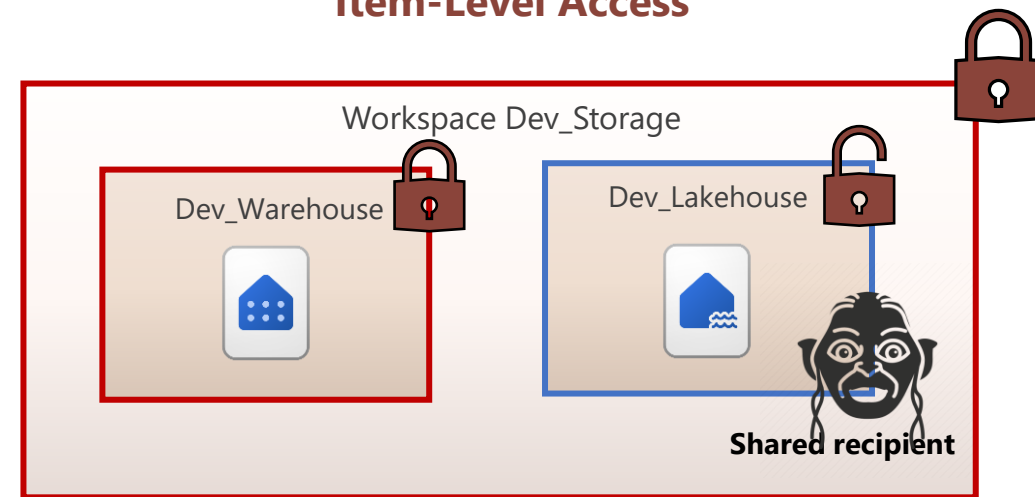 Item-Level Access
Workspace Dev_Storage
Dev_Warehouse
Dev_Lakehouse
Shared recipient